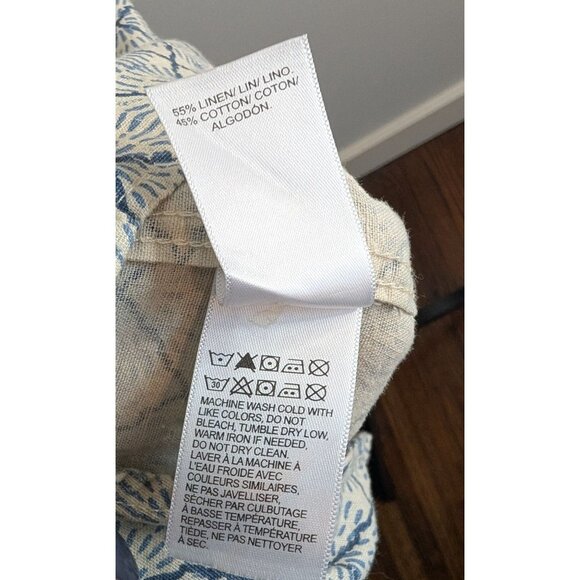 55% LINEN/ LIN/ LINO.
45% COTTON/ COTON/
ALGODÓN.
30
MACHINE WASH COLD WITH
LIKE COLORS, DO NOT
BLEACH, TUMBLE DRY LOW,
WARM IRON IF NEEDED,
DO NOT DRY CLEAN.
LAVER À LA MACHINE À
L'EAU FROIDE AVEC
COULEURS SIMILAIRES,
NE PAS JAVELLISER,
SÉCHER PAR CULBUTAGE
À BASSE TEMPÉRATURE,
REPASSER À TEMPÉRATURE
TIÈDE, NE PAS NETTOYER
À SEC.